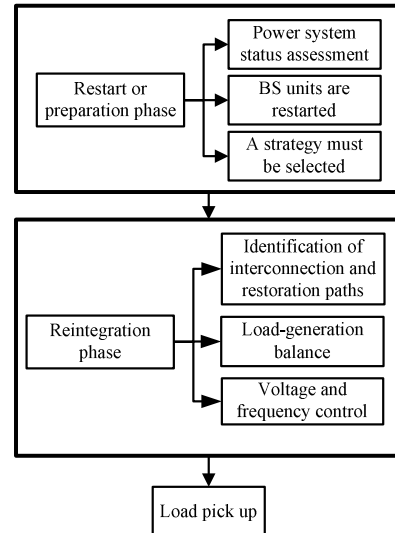 Power system
status assessment
Restart or
preparation phase
BS units are
restarted
A strategy must
be selected
Identification of
interconnection and
restoration paths
Reintegration
phase
Load-generation
balance
Voltage and
frequency control
Load pick up